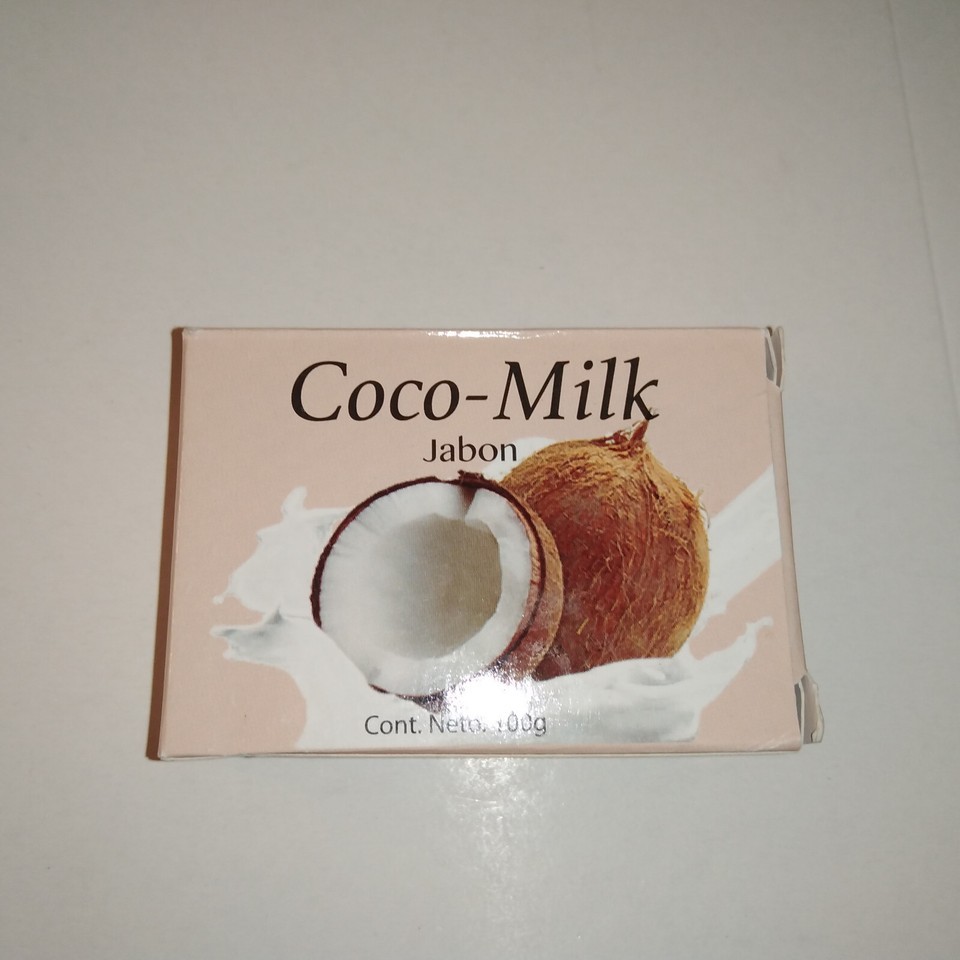 Coco-Milk
Jabon
Cont. Neto. 100g